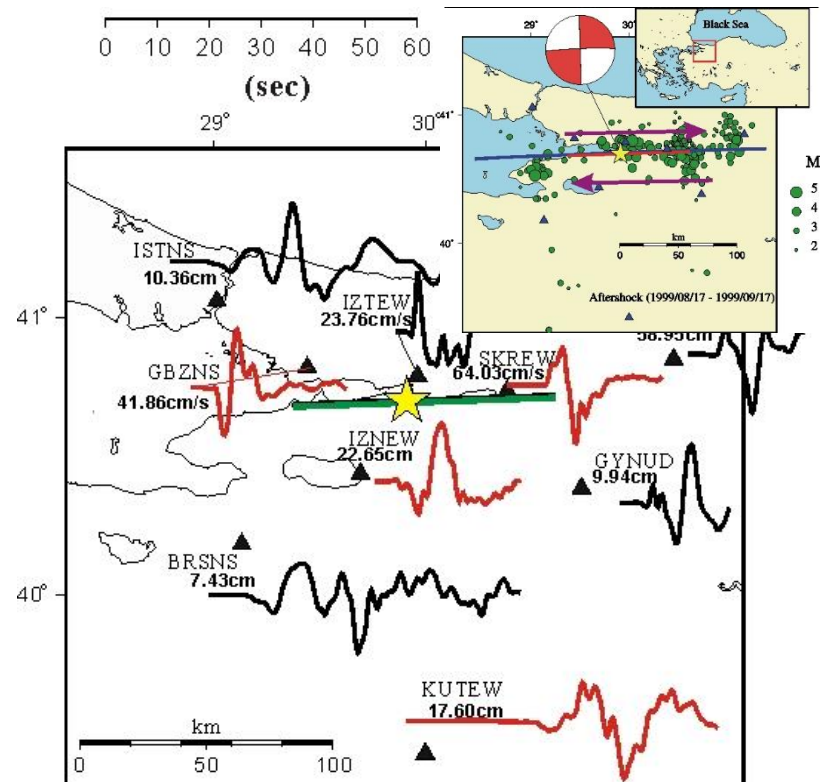 0 10 20 30 40 50 60
(sec)
29° 30°
29° 30°
Black Sea
41°
40°
M
5
4
3
2
km
0 50 100
Aftershock (1999/08/17 - 1999/09/17)
ISTNS
10.36cm
IZTEW
23.76cm/s
41°
58.95cm
SKREW
64.03cm/s
GBZNS
41.86cm/s
IZNEW
22.65cm
GYNUD
9.94cm
BRSNS
7.43cm
40°
KUTEW
17.60cm
km
0 50 100